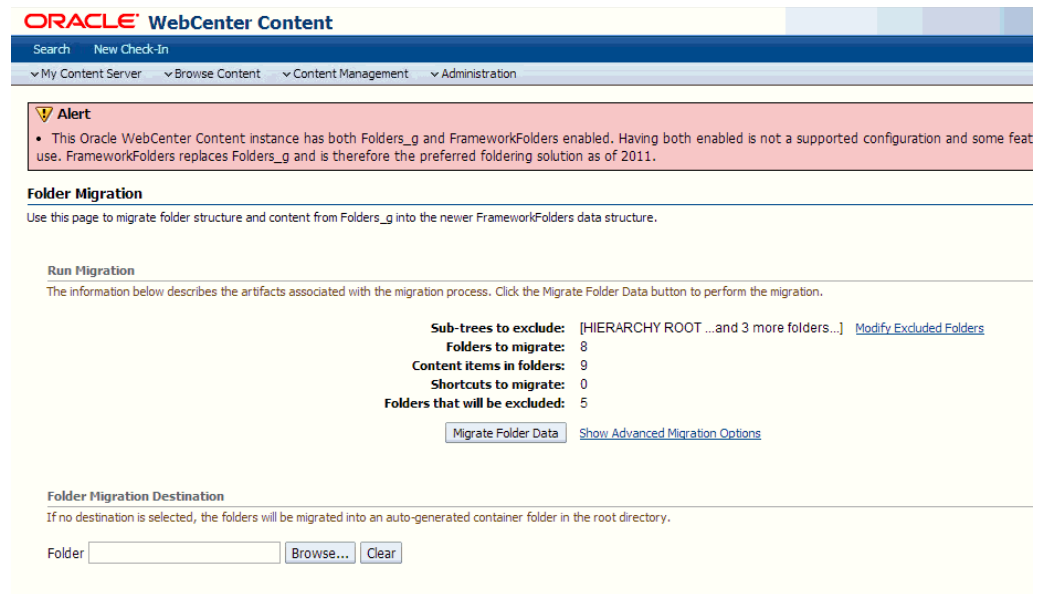 ORACLE WebCenter Content
Search New Check-In
My Content Server Browse Content Content Management Administration
Alert
• This Oracle WebCenter Content instance has both Folders_g and FrameworkFolders enabled. Having both enabled is not a supported configuration and some feat
use. FrameworkFolders replaces Folders_g and is therefore the preferred foldering solution as of 2011.
Folder Migration
Use this page to migrate folder structure and content from Folders_g into the newer FrameworkFolders data structure.
Run Migration
The information below describes the artifacts associated with the migration process. Click the Migrate Folder Data button to perform the migration.
Sub-trees to exclude: [HIERARCHY ROOT ...and 3 more folders...] Modify Excluded Folders
Folders to migrate: 8
Content items in folders: 9
Shortcuts to migrate: 0
Folders that will be excluded: 5
Migrate Folder Data Show Advanced Migration Options
Folder Migration Destination
If no destination is selected, the folders will be migrated into an auto-generated container folder in the root directory.
Folder Browse... Clear